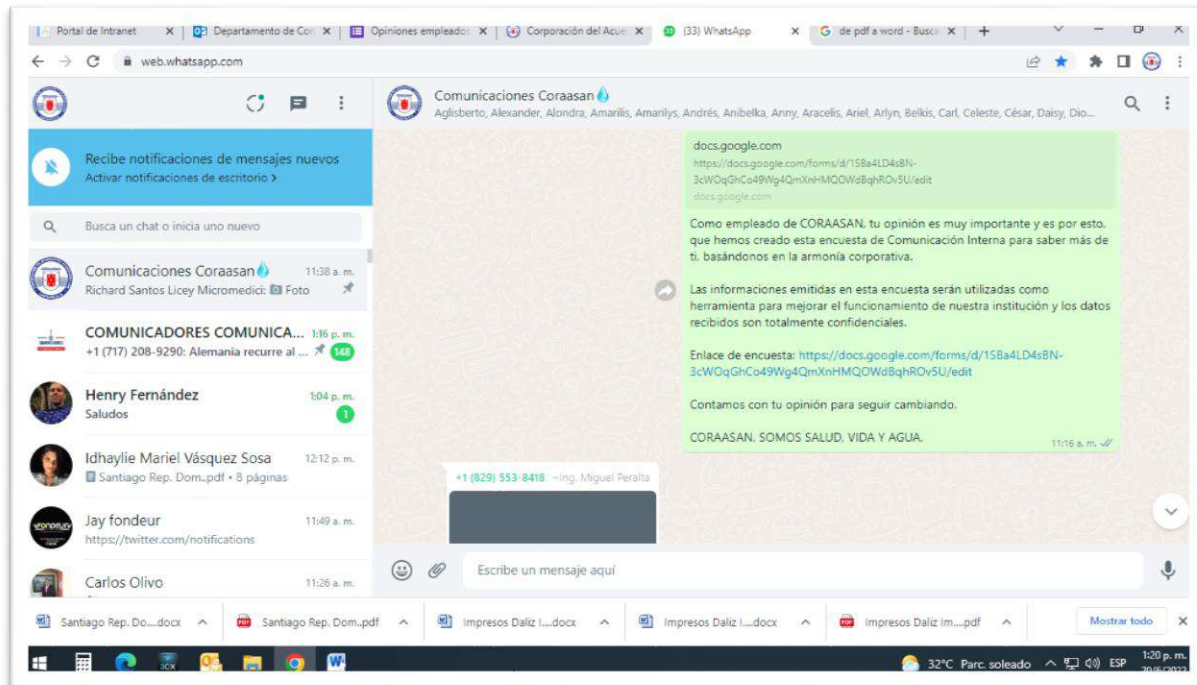 Portal de Intranet
Departamento de Con
Opiniones empleado
Corporación del Acue
(33) WhatsApp
de pdf a word - Busca
web.whatsapp.com
Comunicaciones Coraasan
Aglisberto, Alexander, Alondra, Amarilis, Amarilys, Andrés, Anibelka, Anny, Aracelis, Ariel, Arlyn, Belkis, Carl, Celeste, César, Daisy, Dio...
Recibe notificaciones de mensajes nuevos
Activar notificaciones de escritorio >
Busca un chat o inicia uno nuevo
Comunicaciones Coraasan 11:38 a. m.
Richard Santos Licey Micromedici: Foto
COMUNICADORES COMUNICA... 1:16 p. m.
+1 (717) 208-9290: Alemania recurre al ... 148
Henry Fernández 1:04 p. m.
Saludos 1
Idhaylie Mariel Vásquez Sosa 12:12 p. m.
Santiago Rep. Dom..pdf • 8 páginas
Jay fondeur 11:49 a. m.
https://twitter.com/notifications
Carlos Olivo 11:26 a. m.
docs.google.com
https://docs.google.com/forms/d/1SBa4LD4sBN-
3cWOqGhCo49Wg4QmXnHMQOWdBqhROv5U/edit
docs.google.com
Como empleado de CORAASAN, tu opinión es muy importante y es por esto,
que hemos creado esta encuesta de Comunicación Interna para saber más de
ti, basándonos en la armonía corporativa.
Las informaciones emitidas en esta encuesta serán utilizadas como
herramienta para mejorar el funcionamiento de nuestra institución y los datos
recibidos son totalmente confidenciales.
Enlace de encuesta: https://docs.google.com/forms/d/1SBa4LD4sBN-
3cWOqGhCo49Wg4QmXnHMQOWdBqhROv5U/edit
Contamos con tu opinión para seguir cambiando.
CORAASAN, SOMOS SALUD, VIDA Y AGUA.
11:16 a. m.
+1 (829) 553-8418 ~Ing. Miguel Peralta
Escribe un mensaje aquí
Santiago Rep. Do....docx
Santiago Rep. Dom..pdf
Impresos Daliz I....docx
Impresos Daliz I....docx
Impresos Daliz Im....pdf
Mostrar todo
32°C Parc. soleado
ESP
1:20 p. m.
20/6/2022